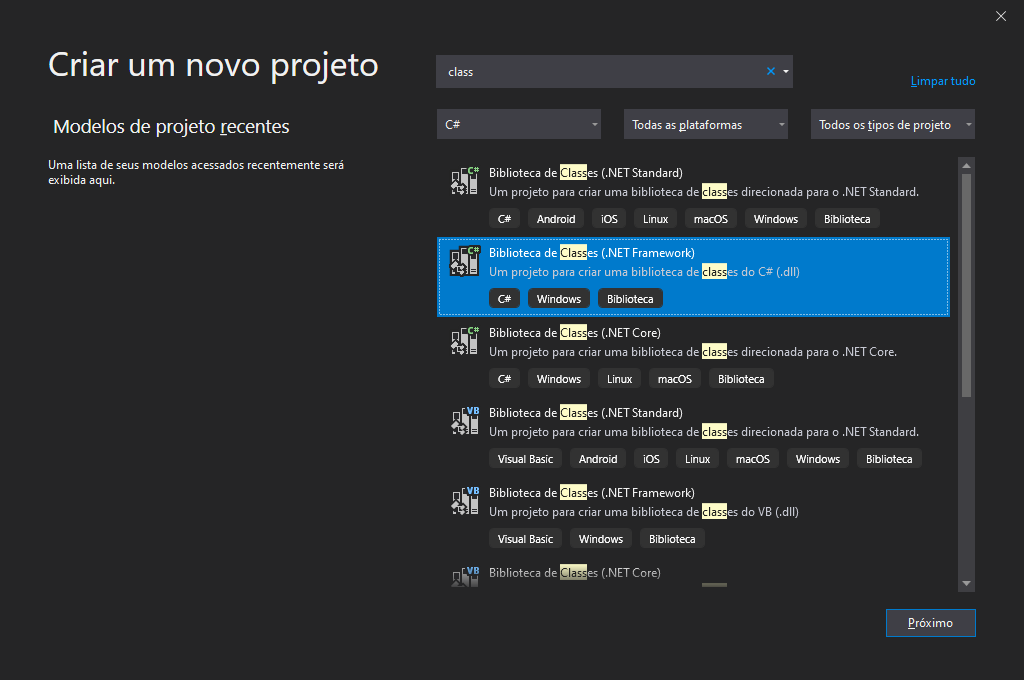 Criar um novo projeto
Modelos de projeto recentes
Uma lista de seus modelos acessados recentemente será
exibida aqui.
class
Limpar tudo
C# Todas as plataformas Todos os tipos de projeto
C#
Biblioteca de Classes (.NET Standard)
Um projeto para criar uma biblioteca de classes direcionada para o .NET Standard.
C# Android iOS Linux macOS Windows Biblioteca
C#
Biblioteca de Classes (.NET Framework)
Um projeto para criar uma biblioteca de classes do C# (.dll)
C# Windows Biblioteca
C#
Biblioteca de Classes (.NET Core)
Um projeto para criar uma biblioteca de classes direcionada para o .NET Core.
C# Windows Linux macOS Biblioteca
VB
Biblioteca de Classes (.NET Standard)
Um projeto para criar uma biblioteca de classes direcionada para o .NET Standard.
Visual Basic Android iOS Linux macOS Windows Biblioteca
VB
Biblioteca de Classes (.NET Framework)
Um projeto para criar uma biblioteca de classes do VB (.dll)
Visual Basic Windows Biblioteca
VB
Biblioteca de Classes (.NET Core)
Próximo